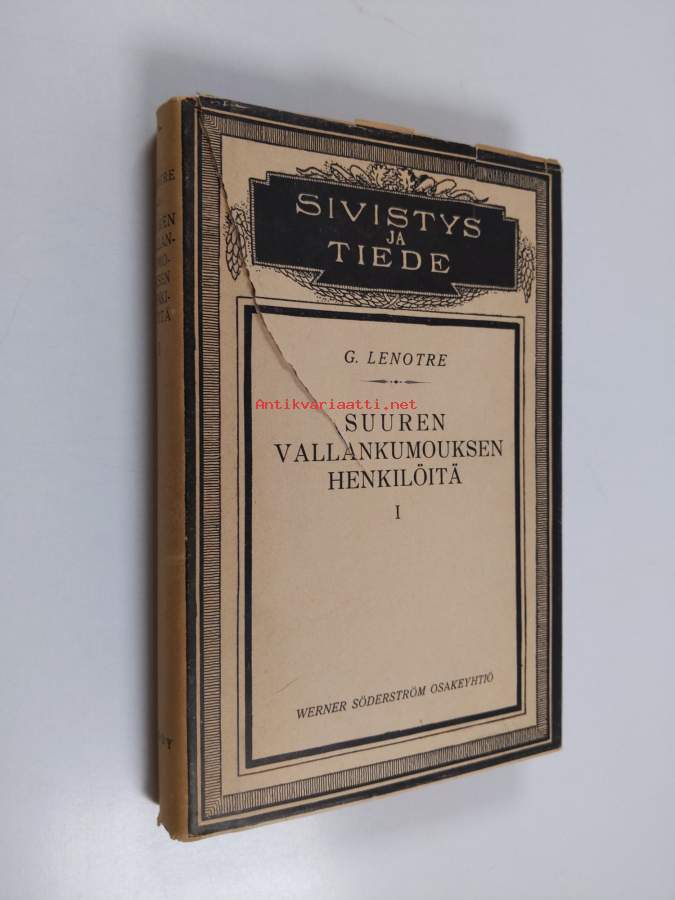 SIVISTYS
JA
TIEDE
G. LENOTRE
Antikvariaatti.net
SUUREN
VALLANKUMOUKSEN
HENKILÖITÄ
I
WERNER SÖDERSTRÖM OSAKEYHTIÖ